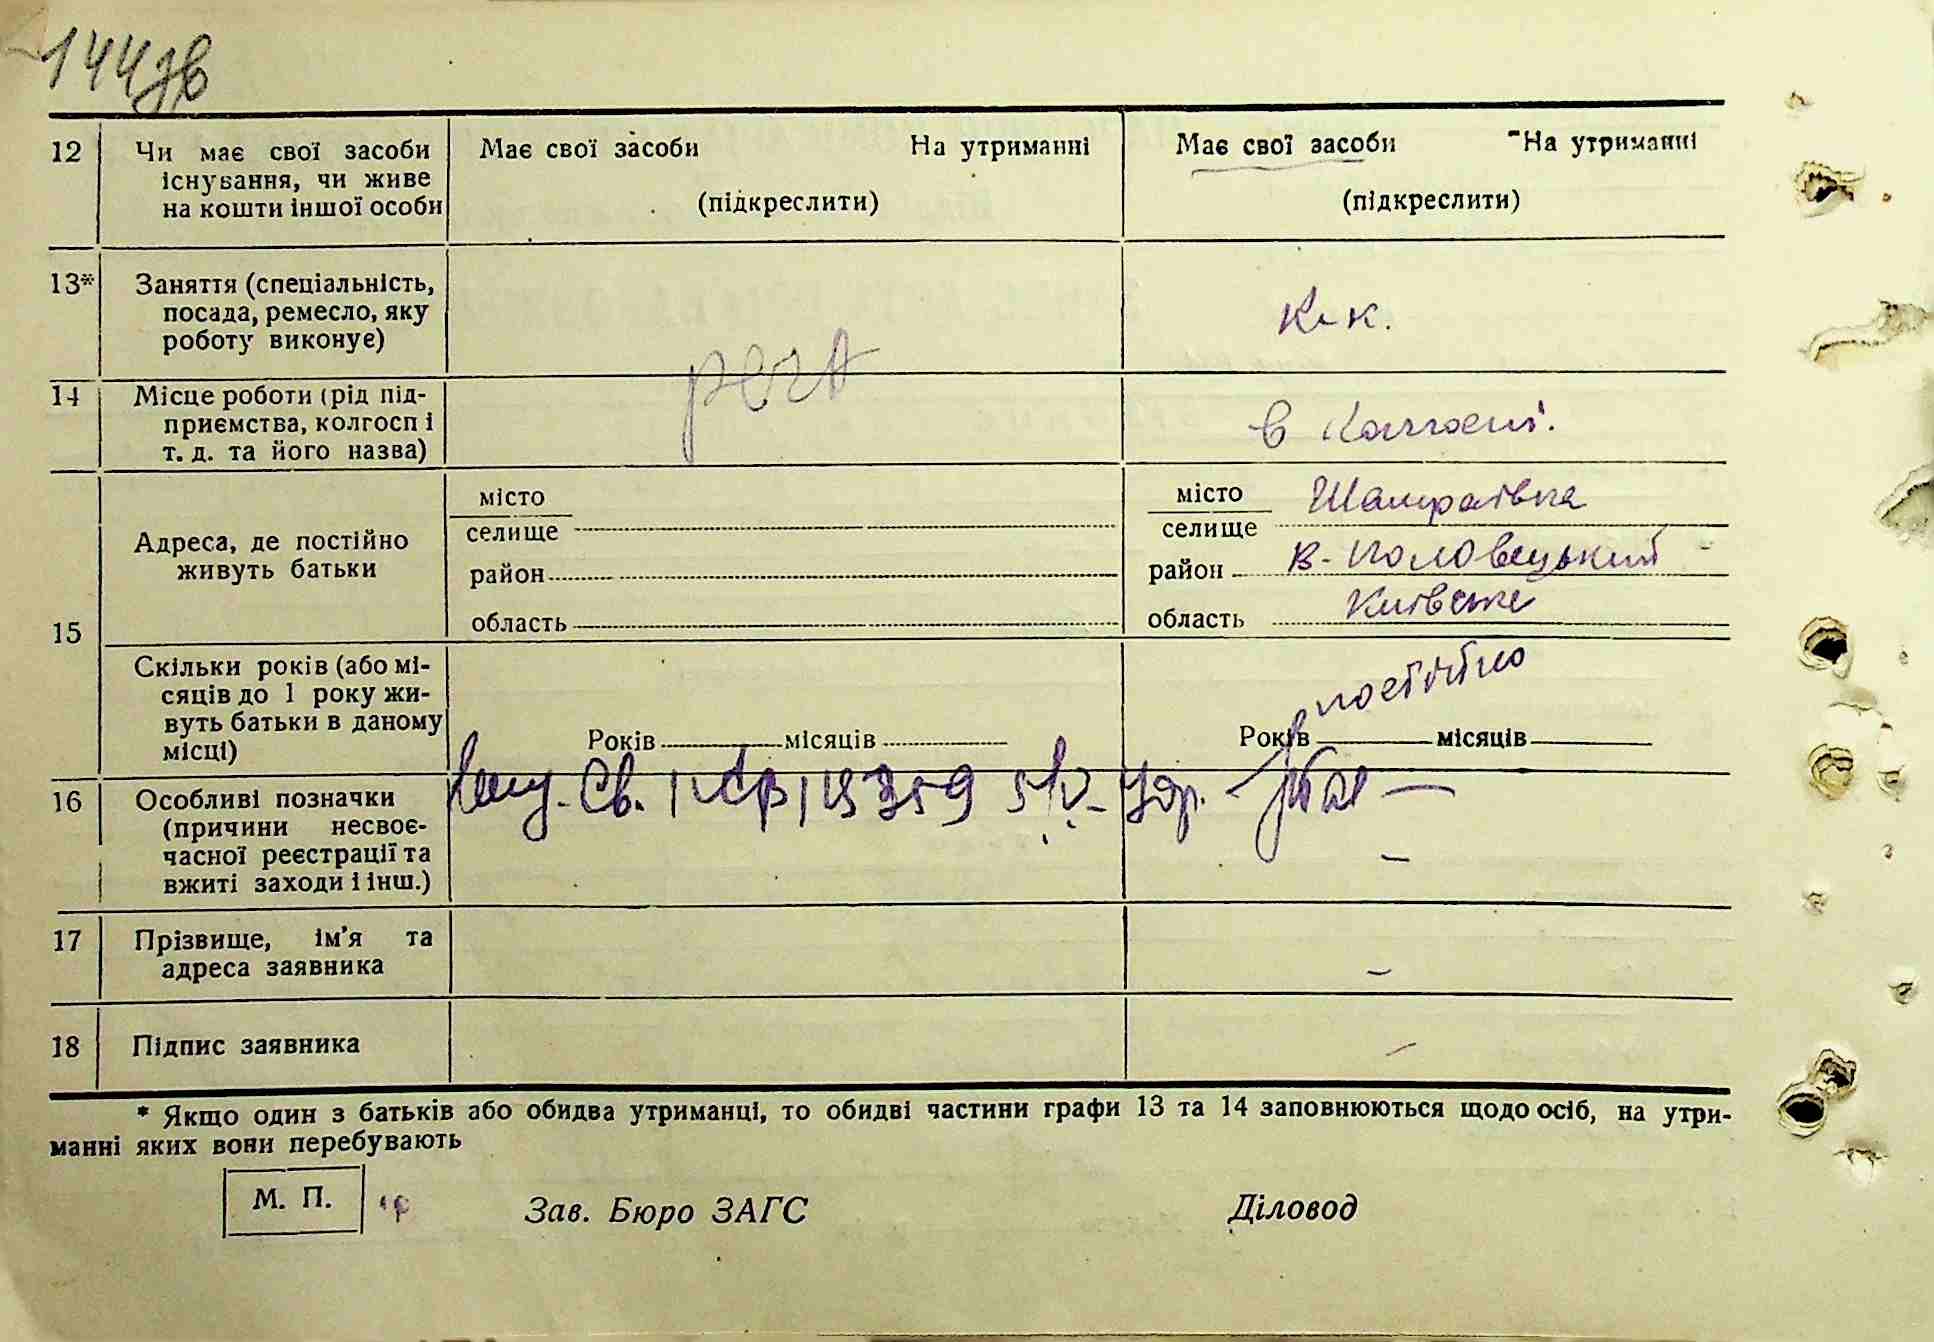 144зв
12 Чи має свої засоби існування, чи живе на кошти іншої особи
Має свої засоби На утриманні
(підкреслити)
Має свої засоби На утриманні
(підкреслити)
13* Заняття (спеціальність,
посада, ремесло, яку
роботу виконує)
к-к.
14 Місце роботи (рід під-
приємства, колгосп і
т. д. та його назва)
в колгоспі.
15 Адреса, де постійно
живуть батьки
місто
селище
район
область
місто Шамраївка
селище
район В-Половецький
область Київська
Скільки років (або мі-
сяців до 1 року жи-
вуть батьки в даному
місці)
Років місяців
постійно
Років місяців
16 Особливі позначки
(причини несвоє-
часної реєстрації та
вжиті заходи і інш.)
Св.
17 Прізвище, ім'я та
адреса заявника
–
18 Підпис заявника
–
* Якщо один з батьків або обидва утриманці, то обидві частини графи 13 та 14 заповнюються щодо осіб, на утри-
манні яких вони перебувають
М. П. Зав. Бюро ЗАГС Діловод